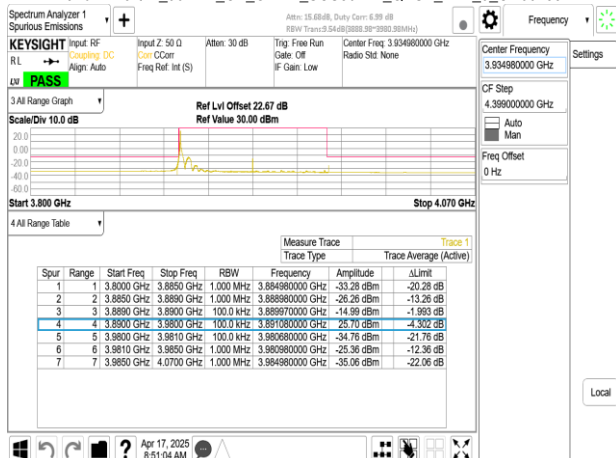 Spectrum Analyzer 1
Spurious Emissions
Attn: 15.68dB, Duty Corr: 6.99 dB
RBW Trans:9.54dB(3888.98~3980.98MHz)
Frequency
KEYSIGHT
Input: RF
Input Z: 50 Ω
Atten: 30 dB
Trig: Free Run
Center Freq: 3.934980000 GHz
RL
Coupling: DC
Corr CCorr
Gate: Off
Radio Std: None
Align: Auto
Freq Ref: Int (S)
IF Gain: Low
LXI
PASS
Center Frequency
3.934980000 GHz
Settings
CF Step
4.399000000 GHz
Auto
Man
Freq Offset
0 Hz
3 All Range Graph
Ref Lvl Offset 22.67 dB
Scale/Div 10.0 dB
Ref Value 30.00 dBm
20.0
0.00
-20.0
-40.0
-60.0
Start 3.800 GHz
Stop 4.070 GHz
4 All Range Table
Measure Trace Trace 1
Trace Type Trace Average (Active)
Spur Range Start Freq Stop Freq RBW Frequency Amplitude ΔLimit
1 1 3.8000 GHz 3.8850 GHz 1.000 MHz 3.884980000 GHz -33.28 dBm -20.28 dB
2 2 3.8850 GHz 3.8890 GHz 1.000 MHz 3.888980000 GHz -26.26 dBm -13.26 dB
3 3 3.8890 GHz 3.8900 GHz 100.0 kHz 3.889970000 GHz -14.99 dBm -1.993 dB
4 4 3.8900 GHz 3.9800 GHz 100.0 kHz 3.891080000 GHz 25.70 dBm -4.302 dB
5 5 3.9800 GHz 3.9810 GHz 100.0 kHz 3.980680000 GHz -34.76 dBm -21.76 dB
6 6 3.9810 GHz 3.9850 GHz 1.000 MHz 3.980980000 GHz -25.36 dBm -12.36 dB
7 7 3.9850 GHz 4.0700 GHz 1.000 MHz 3.984980000 GHz -35.06 dBm -22.06 dB
Local
?
Apr 17, 2025
8:51:04 AM